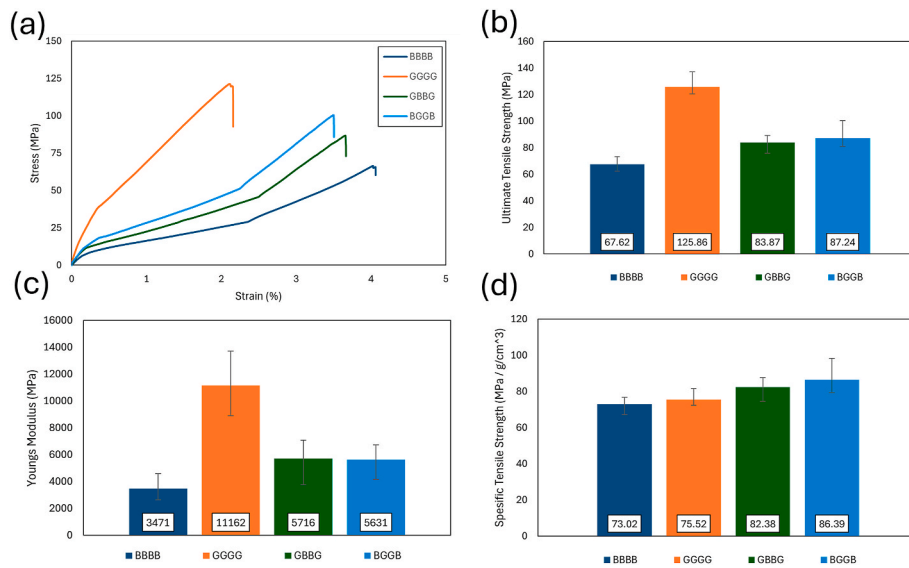 (a)
150
125
100
75
50
25
0
0 1 2 3 4 5
Stress (MPa)
Strain (%)
BBBB
GGGG
GBBG
BGGB
(b)
160
140
120
100
80
60
40
20
0
Ultimate Tensile Strength (MPa)
67.62 125.86 83.87 87.24
BBBB GGGG GBBG BGGB
(c)
16000
14000
12000
10000
8000
6000
4000
2000
0
Youngs Modulus
(MPa)
3471 11162 5716 5631
BBBB GGGG GBBG BGGB
(d)
120
100
80
60
40
20
0
Spesific Tensile Strength (MPa / g/cm^3)
73.02 75.52 82.38 86.39
BBBB GGGG GBBG BGGB